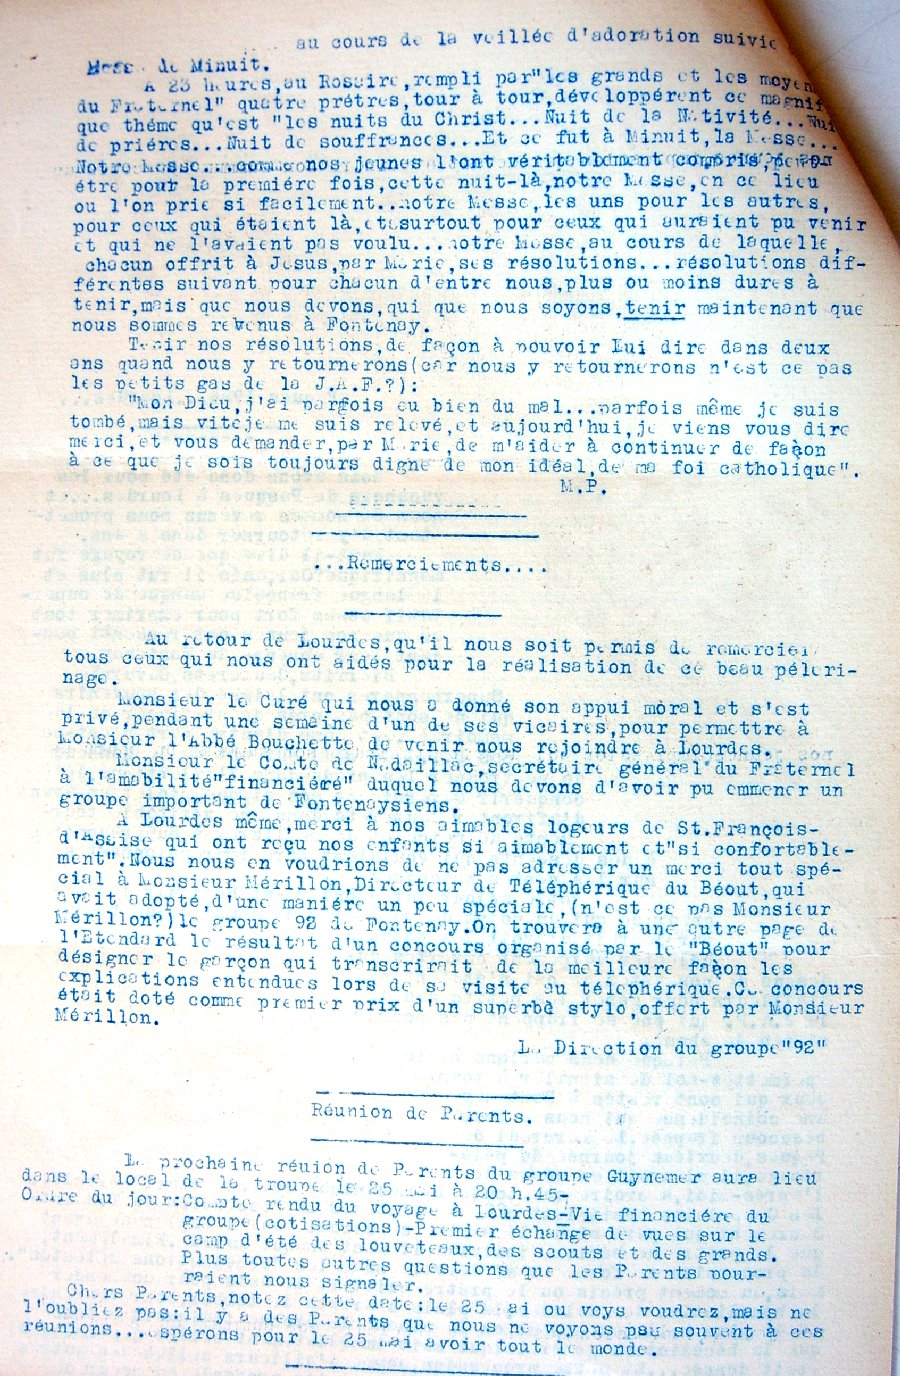 au cours de la veillée d'adoration suivie
Messe de Minuit.
A 23 heures,au Rosaire,rempli par"les grands et les moyens
du Fraternel" quatre prétres,tour à tour,développérent ce magnifi
que théme qu'est "les nuits du Christ...Nuit de la Nativité...Nuit
de priéres...Nuit de souffrances...Et ce fut à Minuit,la Messe...
Notre Messe...comme nos jeunes l'ont véritablement compris,
étre pour la premiére fois,cette nuit-là,notre Messe,en ce lieu
ou l'on prie si facilement...notre Messe,les uns pour les autres,
pour ceux qui étaient là,etsurtout pour ceux qui auraient pu venir
et qui ne l'avaient pas voulu...notre Messe,au cours de laquelle,
chacun offrit à Jesus,par Marie,ses résolutions...résolutions dif-
férentes suivant pour chacun d'entre nous,plus ou moins dures à
tenir,mais que nous devons,qui que nous soyons,tenir maintenant que
nous sommes revenus à Fontenay.
Tenir nos résolutions,de façon à pouvoir Lui dire dans deux
ans quand nous y retournerons(car nous y retournerons n'est ce pas
les petits gas de la J.A.F.?):
"Mon Dieu,j'ai parfois eu bien du mal...parfois même je suis
tombé,mais viteje me suis relevé,et aujourd'hui,je viens vous dire
merci,et vous demander,par Marie,de m'aider à continuer de façon
à ce que je sois toujours digne de mon idéal,de ma foi catholique".
M.P.
...Remerciements....
Au retour de Lourdes,qu'il nous soit permis de remercier
tous ceux qui nous ont aidés pour la réalisation de ce beau péleri-
nage.
Monsieur le Curé qui nous a donné son appui moral et s'est
privé,pendant une semaine d'un de ses vicaires,pour permettre à
Monsieur l'Abbé Bouchette de venir nous rejoindre à Lourdes.
Monsieur le Comte de Nadaillac,secrétaire général du Fraternel
à l'amabilité"financiére" duquel nous devons d'avoir pu emmener un
groupe important de Fontenaysiens.
A Lourdes même,merci à nos aimables logeurs de St.François-
d'Assise qui ont reçu nos enfants si aimablement et"si confortable-
ment".Nous nous en voudrions de ne pas adresser un merci tout spé-
cial à Monsieur Mérillon,Directeur de Téléphérique du Béout,qui
avait adopté,d'une maniére un peu spéciale,(n'est ce pas Monsieur
Mérillon?)le groupe 92 de Fontenay.On trouvera à une autre page de
l'Etendard le résultat d'un concours organisé par le "Béout" pour
désigner le garçon qui transcrirait de la meilleure façon les
explications entendues lors de sa visite au téléphérique.Ce concours
était doté comme premier prix d'un superbe stylo,offert par Monsieur
Mérillon.
La Direction du groupe"92"
Réunion de Parents.
La prochaine réuion de Parents du groupe Guynemer aura lieu
dans le local de la troupe le 25 Mai à 20 h.45-
Ordre du jour:Compte rendu du voyage à Lourdes-Vie financiére du
groupe(cotisations)-Premier échange de vues sur le
camp d'été des louveteaux,des scouts et des grands.
Plus toutes autres questions que les Parents pour-
raient nous signaler.
Chers Parents,notez cette date:le 25 Mai ou voys voudrez,mais ne
l'oubliez pas:il y a des Parents que nous ne voyons pas souvent à ces
réunions...espérons pour le 25 Mai avoir tout le monde.